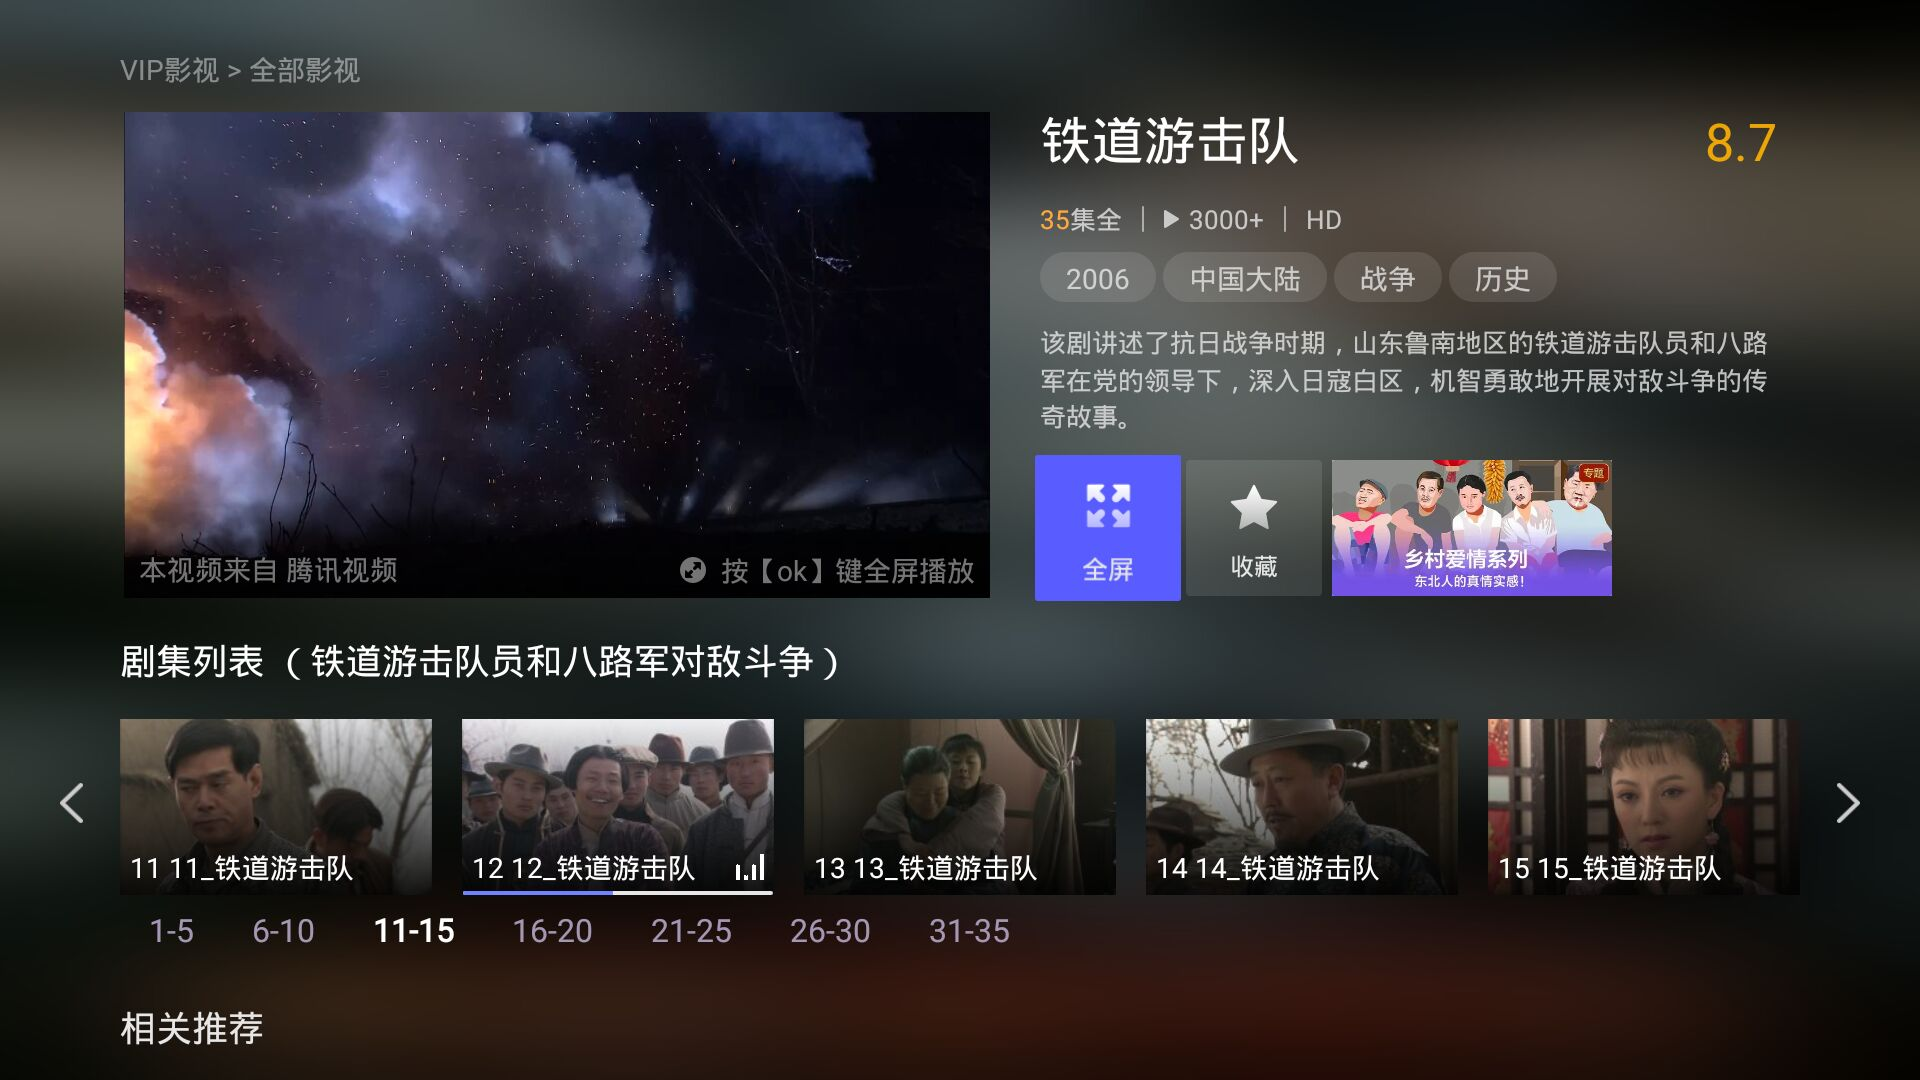 VIP影视 > 全部影视
铁道游击队
8.7
35集全 | 3000+ | HD
2006 中国大陆 战争 历史
该剧讲述了抗日战争时期，山东鲁南地区的铁道游击队员和八路
军在党的领导下，深入日寇白区，机智勇敢地开展对敌斗争的传
奇故事。
本视频来自 腾讯视频
按【ok】键全屏播放
全屏
收藏
专题
乡村爱情系列
东北人的真情实感！
剧集列表（铁道游击队员和八路军对敌斗争）
11 11_铁道游击队
12 12_铁道游击队
13 13_铁道游击队
14 14_铁道游击队
15 15_铁道游击队
1-5 6-10 11-15 16-20 21-25 26-30 31-35
相关推荐